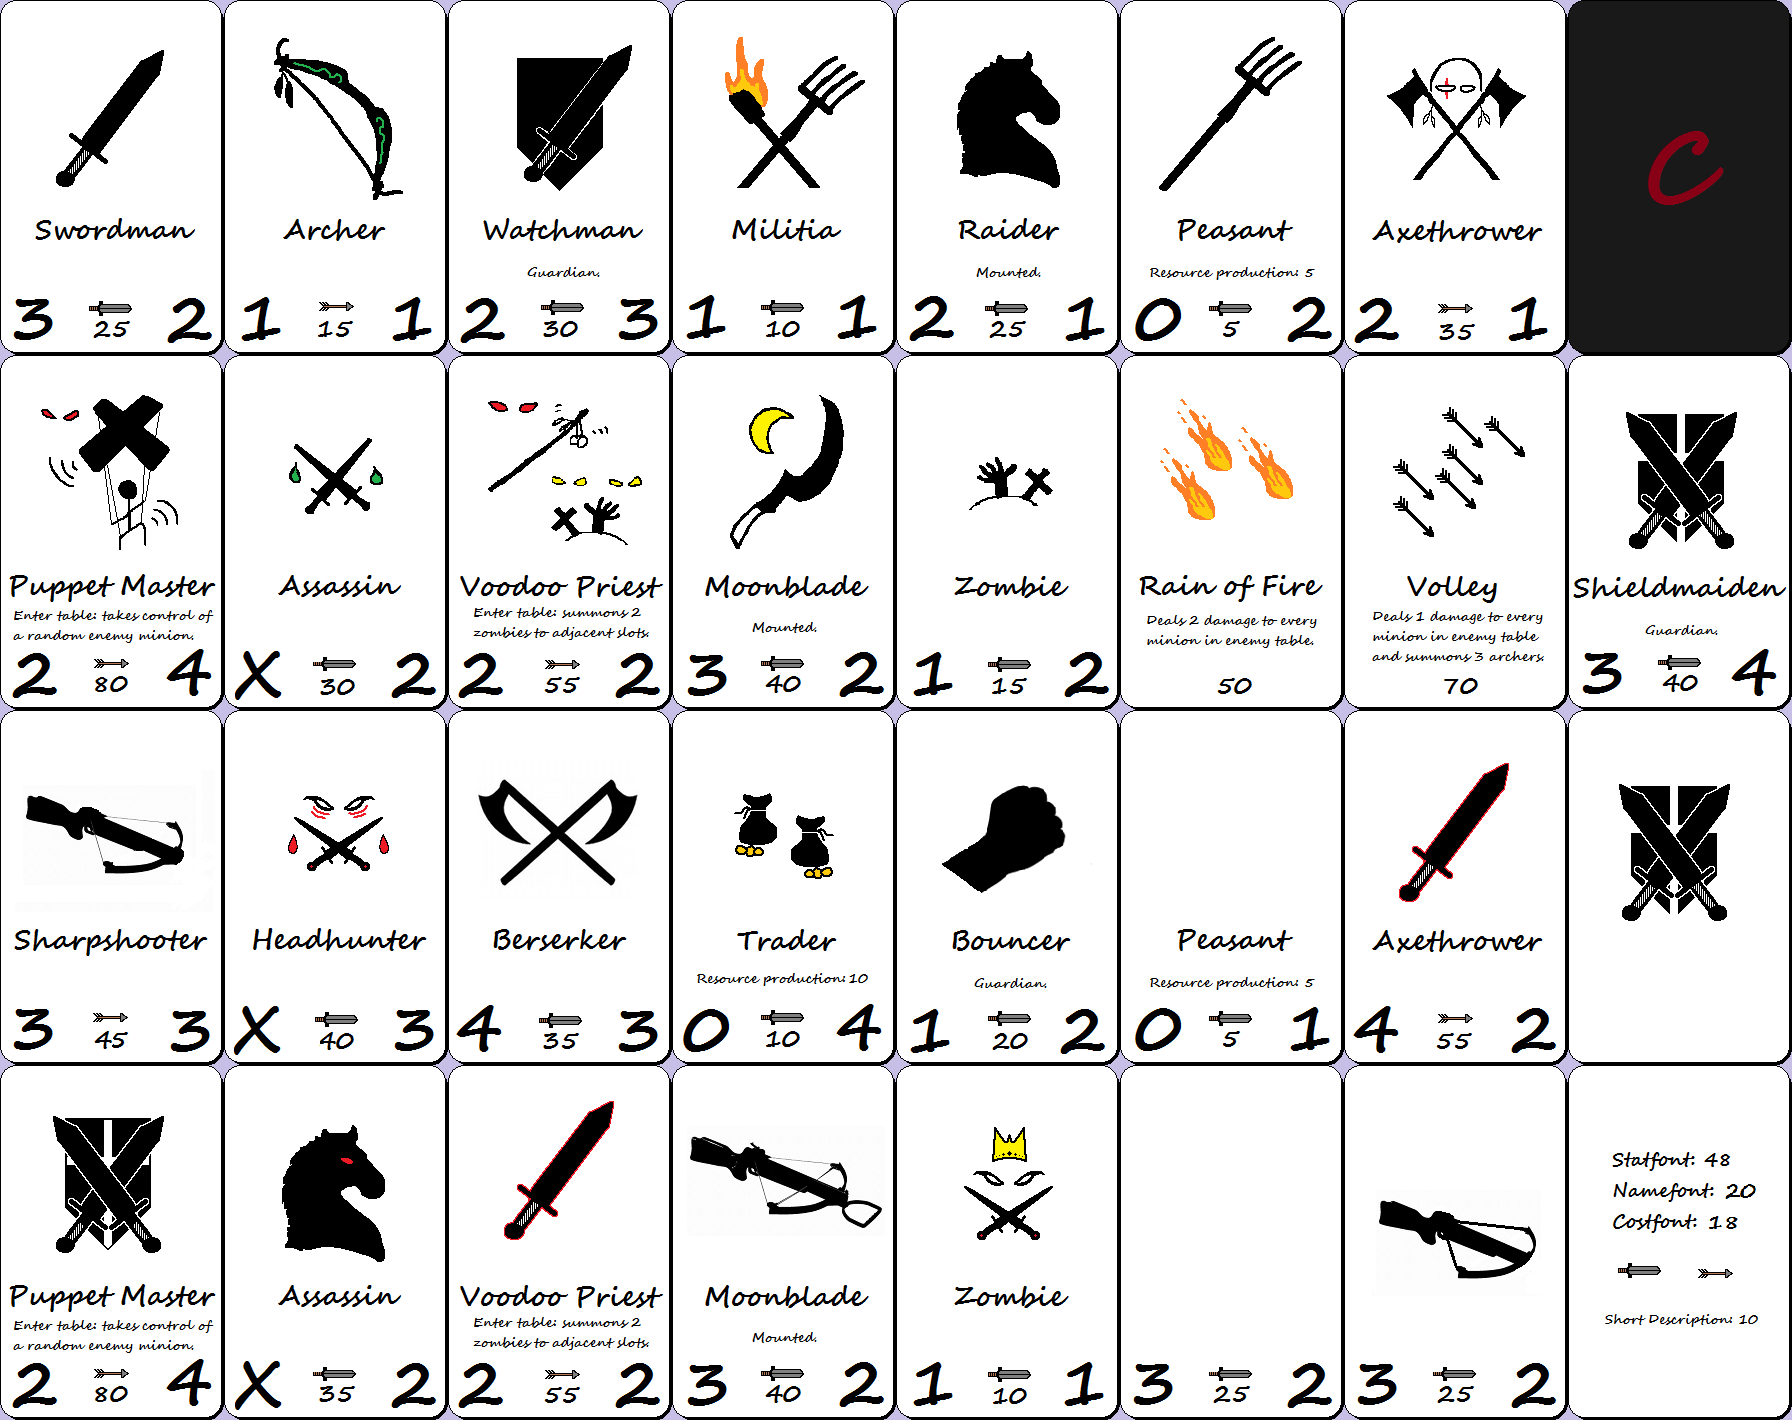 Swordman
3 25 2
Archer
1 15 1
Watchman
Guardian.
2 30 3
Militia
1 10 1
Raider
Mounted.
2 25 1
Peasant
Resource production: 5
0 5 2
Axethrower
2 35 1
C
Puppet Master
Enter table: takes control of
a random enemy minion.
2 80 4
Assassin
X 30 2
Voodoo Priest
Enter table: summons 2
zombies to adjacent slots.
2 55 2
Moonblade
Mounted.
3 40 2
Zombie
1 15 2
Rain of Fire
Deals 2 damage to every
minion in enemy table.
50
Volley
Deals 1 damage to every
minion in enemy table
and summons 3 archers.
70
Shieldmaiden
Guardian.
3 40 4
Sharpshooter
3 45 3
Headhunter
X 40 3
Berserker
4 35 3
Trader
Resource production: 10
0 10 4
Bouncer
Guardian.
1 20 2
Peasant
Resource production: 5
0 5 1
Axethrower
4 55 2
Puppet Master
Enter table: takes control of
a random enemy minion.
2 80 4
Assassin
X 35 2
Voodoo Priest
Enter table: summons 2
zombies to adjacent slots.
2 55 2
Moonblade
Mounted.
3 40 2
Zombie
1 10 1
3 25 2
3 25 2
Statfont: 48
Namefont: 20
Costfont: 18
Short Description: 10